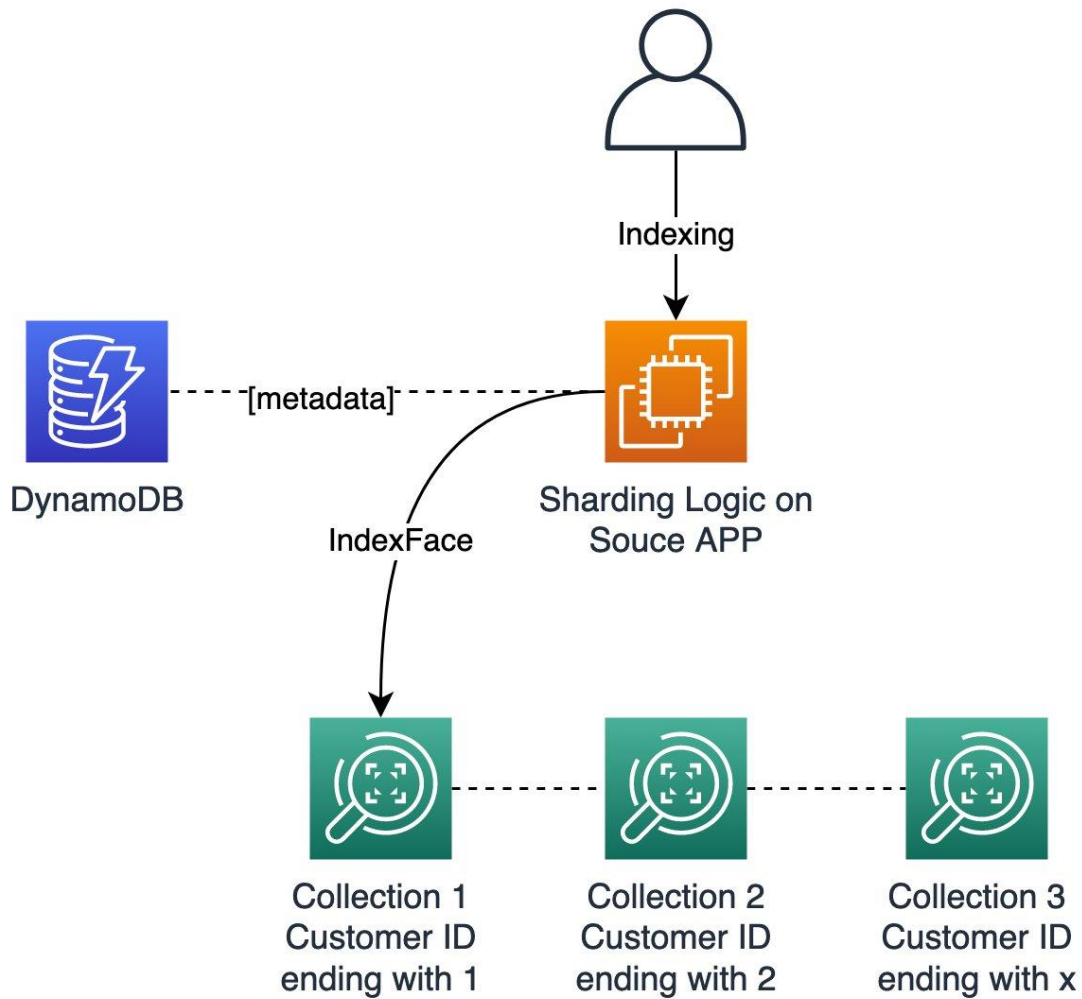 Indexing
[metadata]
DynamoDB
Sharding Logic on
Souce APP
IndexFace
Collection 1
Customer ID
ending with 1
Collection 2
Customer ID
ending with 2
Collection 3
Customer ID
ending with x